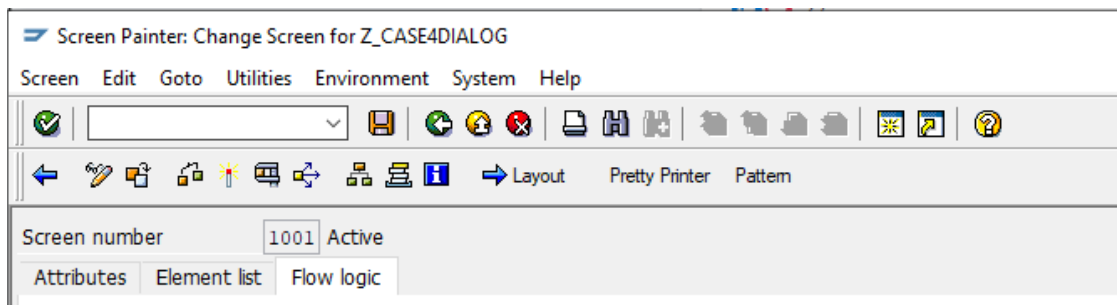 Screen Painter: Change Screen for Z_CASE4DIALOG
Screen Edit Goto Utilities Environment System Help
Layout Pretty Printer Pattern
Screen number 1001 Active
Attributes Element list Flow logic